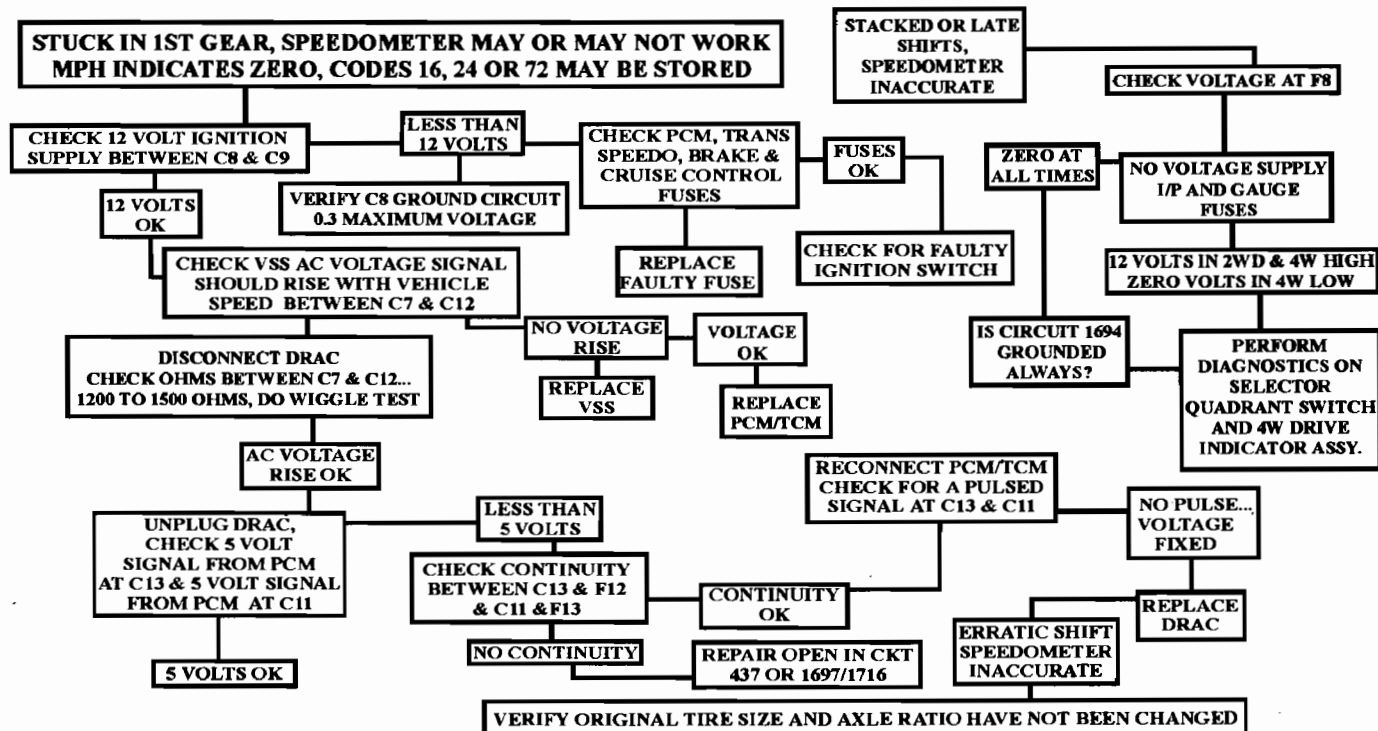 STUCK IN 1ST GEAR, SPEEDOMETER MAY OR MAY NOT WORK
MPH INDICATES ZERO, CODES 16, 24 OR 72 MAY BE STORED
STACKED OR LATE
SHIFTS,
SPEEDOMETER
INACCURATE
CHECK VOLTAGE AT F8
CHECK 12 VOLT IGNITION
SUPPLY BETWEEN C8 & C9
LESS THAN
12 VOLTS
CHECK PCM, TRANS
SPEEDO, BRAKE &
CRUISE CONTROL
FUSES
FUSES
OK
ZERO AT
ALL TIMES
NO VOLTAGE SUPPLY
I/P AND GAUGE
FUSES
12 VOLTS
OK
VERIFY C8 GROUND CIRCUIT
0.3 MAXIMUM VOLTAGE
REPLACE
FAULTY FUSE
CHECK FOR FAULTY
IGNITION SWITCH
12 VOLTS IN 2WD & 4W HIGH
ZERO VOLTS IN 4W LOW
CHECK VSS AC VOLTAGE SIGNAL
SHOULD RISE WITH VEHICLE
SPEED BETWEEN C7 & C12
NO VOLTAGE
RISE
VOLTAGE
OK
IS CIRCUIT 1694
GROUNDED
ALWAYS?
PERFORM
DIAGNOSTICS ON
SELECTOR
QUADRANT SWITCH
AND 4W DRIVE
INDICATOR ASSY.
DISCONNECT DRAC
CHECK OHMS BETWEEN C7 & C12...
1200 TO 1500 OHMS, DO WIGGLE TEST
REPLACE
VSS
REPLACE
PCM/TCM
AC VOLTAGE
RISE OK
RECONNECT PCM/TCM
CHECK FOR A PULSED
SIGNAL AT C13 & C11
NO PULSE...
VOLTAGE
FIXED
UNPLUG DRAC,
CHECK 5 VOLT
SIGNAL FROM PCM
AT C13 & 5 VOLT SIGNAL
FROM PCM AT C11
LESS THAN
5 VOLTS
CHECK CONTINUITY
BETWEEN C13 & F12
& C11 &F13
CONTINUITY
OK
REPLACE
DRAC
5 VOLTS OK
NO CONTINUITY
REPAIR OPEN IN CKT
437 OR 1697/1716
ERRATIC SHIFT
SPEEDOMETER
INACCURATE
VERIFY ORIGINAL TIRE SIZE AND AXLE RATIO HAVE NOT BEEN CHANGED